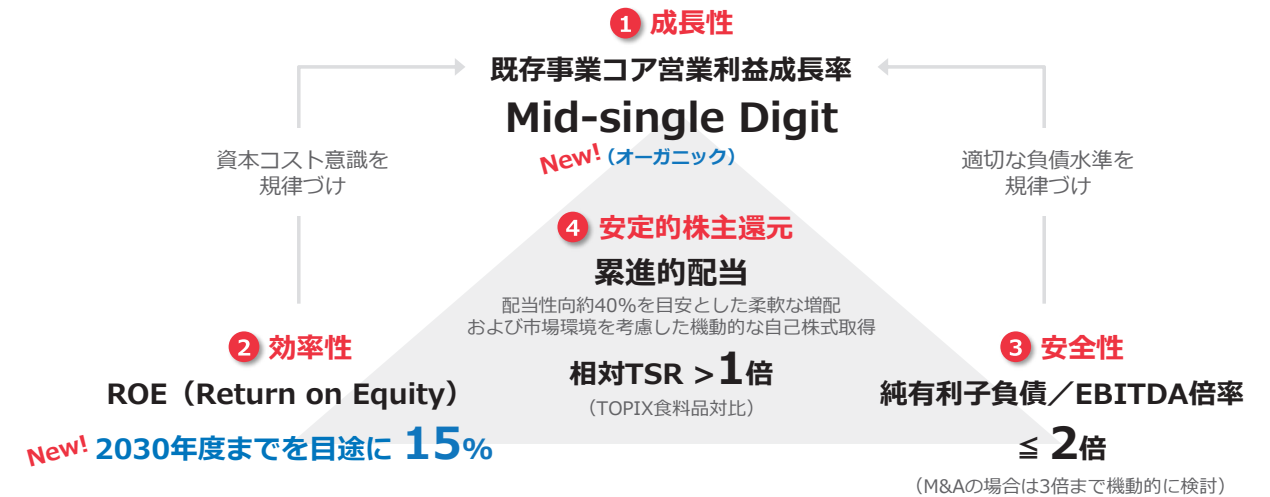 1 成長性
既存事業コア営業利益成長率
Mid-single Digit
New!（オーガニック）
資本コスト意識を
規律づけ
適切な負債水準を
規律づけ
4 安定的株主還元
累進的配当
配当性向約40%を目安とした柔軟な増配
および市場環境を考慮した機動的な自己株式取得
相対TSR >1倍
（TOPIX食料品対比）
2 効率性
ROE（Return on Equity）
New! 2030年度までを目途に 15%
3 安全性
純有利子負債／EBITDA倍率
≦ 2倍
（M&Aの場合は3倍まで機動的に検討）